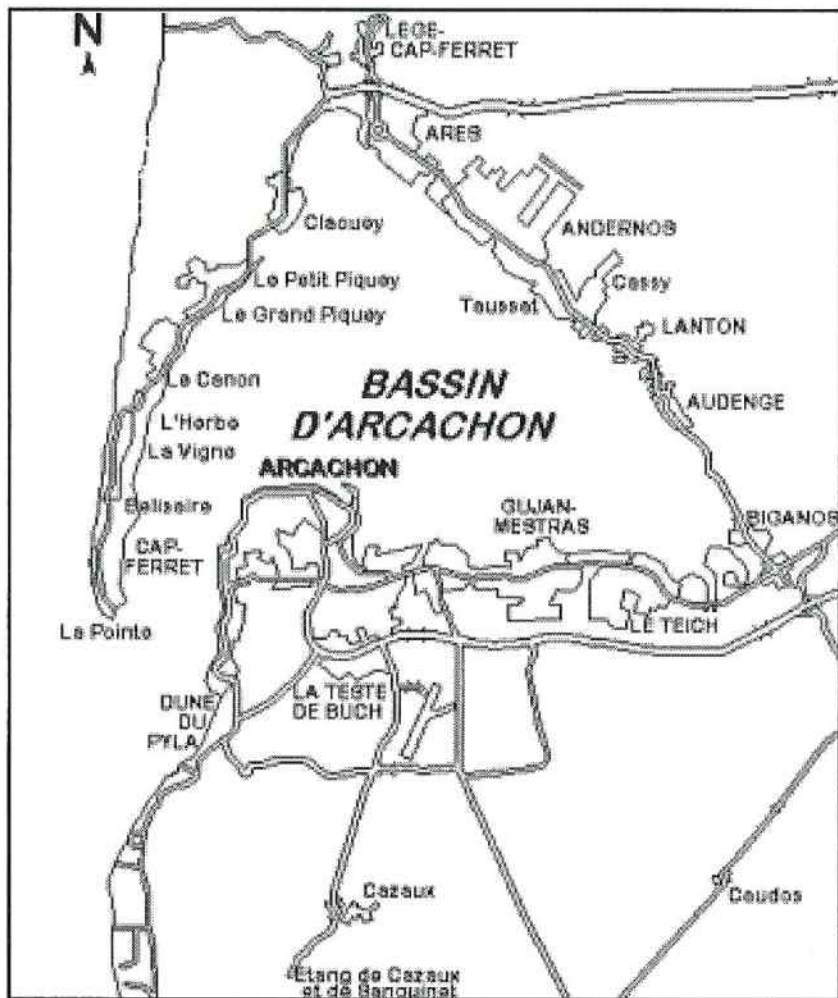 N
LEGE-
CAP-FERRET
ARES
Claouey
ANDERNOS
Le Petit Piquey
Cassy
Le Grand Piquey
Taussat
LANTON
Le Canon
BASSIN
D'ARCACHON
AUDENGE
L'Herbe
La Vigne
ARCACHON
Belisaire
GUJAN-
MESTRAS
BIGANOS
CAP-
FERRET
LE TEICH
La Pointe
DUNE
DU
PYLA
LA TESTE
DE BUCH
Cazaux
Caudos
Etang de Cazaux
et de Sanguinet